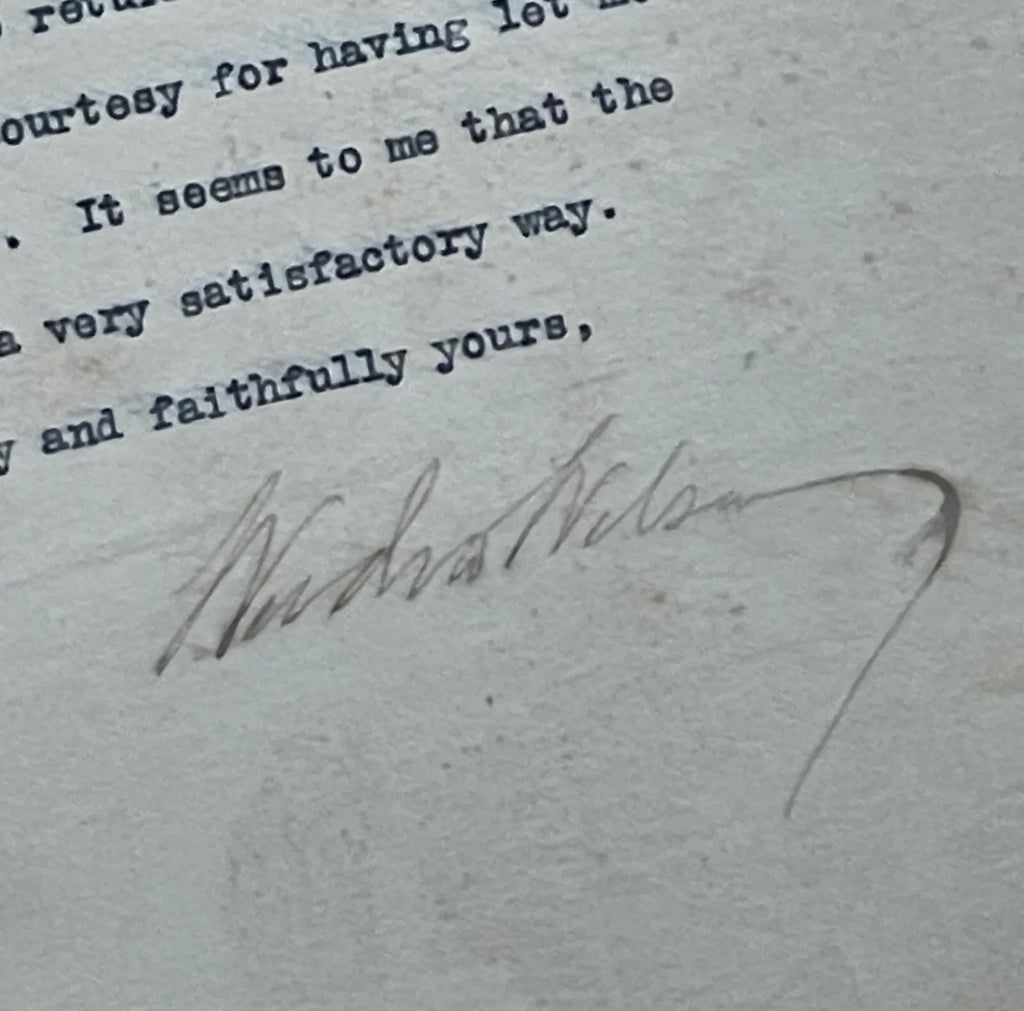 ourtesy for having let
. It seems to me that the
a very satisfactory way.
y and faithfully yours,
Woodrow Wilson